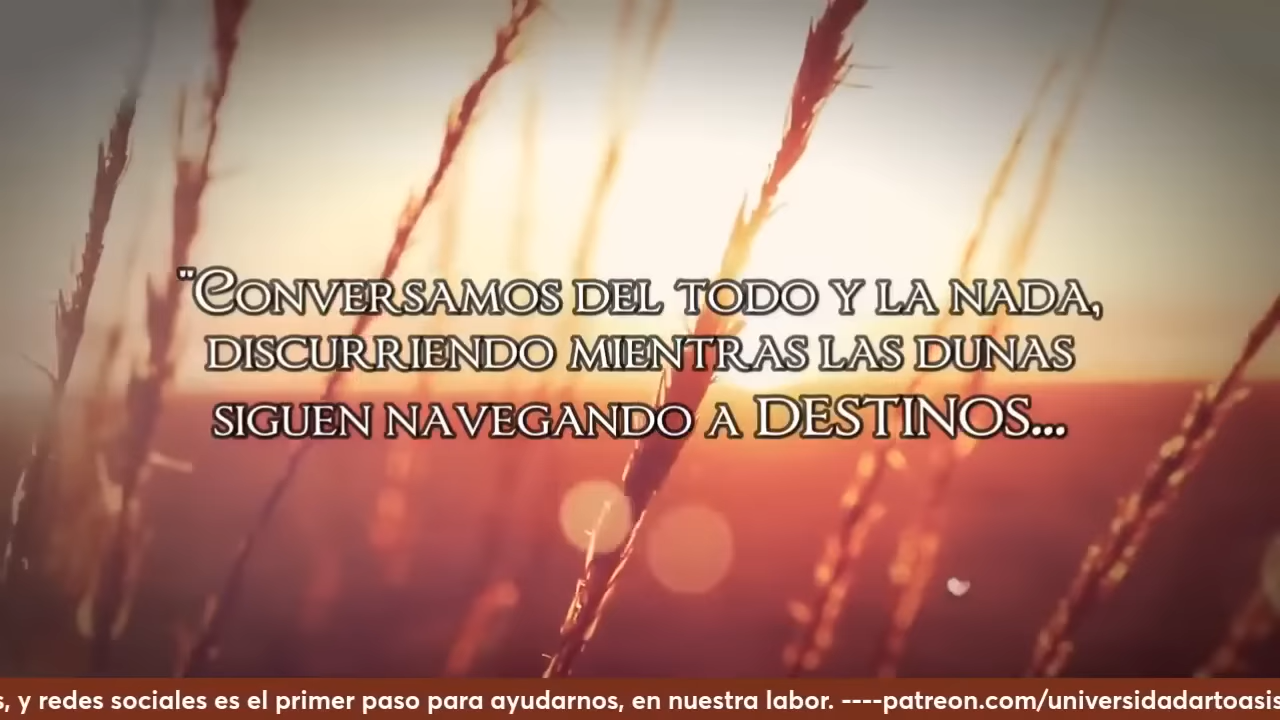 "Conversamos del todo y la nada,
discurriendo mientras las dunas
siguen navegando a DESTINOS...
s, y redes sociales es el primer paso para ayudarnos, en nuestra labor. ----patreon.com/universidadartoasis